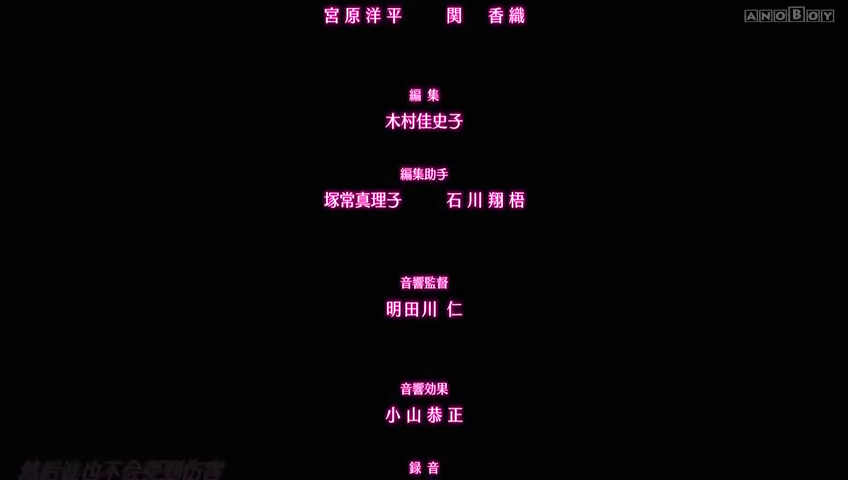 宮原洋平 関 香織
ANOBOY
編集
木村佳史子
編集助手
塚常真理子 石川翔梧
音響監督
明田川 仁
音響効果
小山恭正
録音